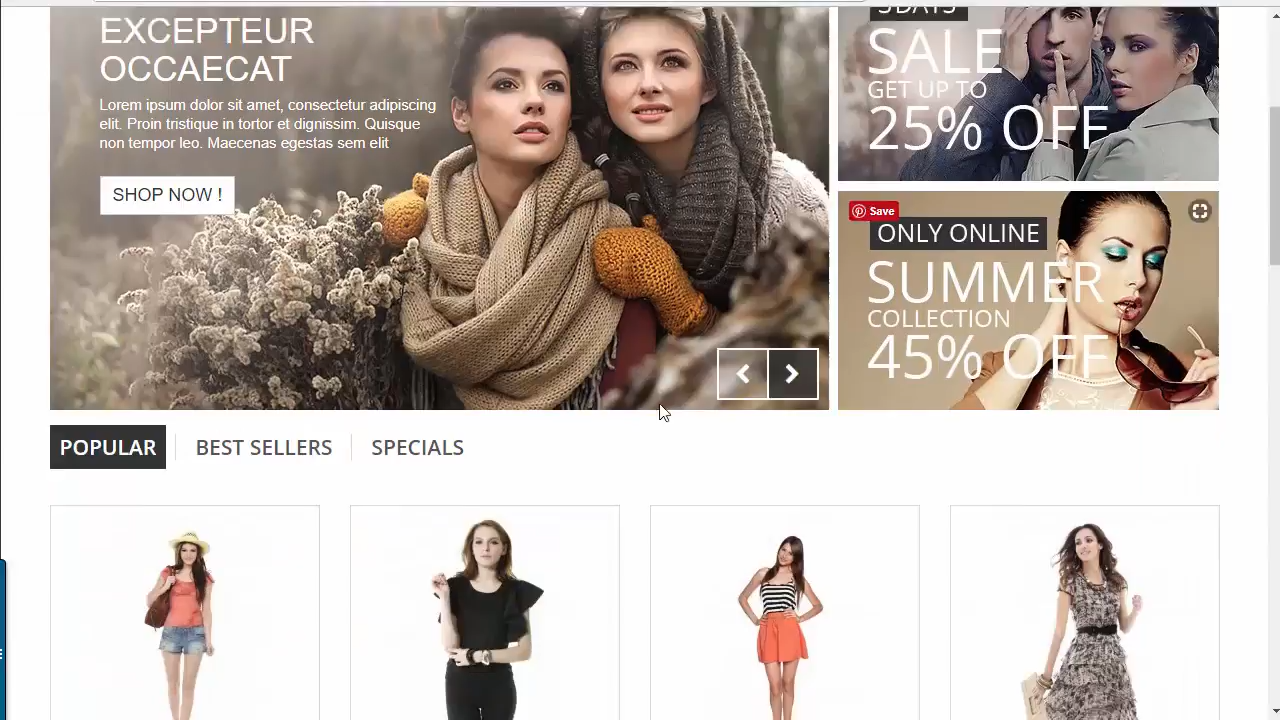 EXCEPTEUR
OCCAECAT
Lorem ipsum dolor sit amet, consectetur adipiscing
elit. Proin tristique in tortor et dignissim. Quisque
non tempor leo. Maecenas egestas sem elit
SHOP NOW !
3DAYS
SALE
GET UP TO
25% OFF
Save
ONLY ONLINE
SUMMER
COLLECTION
45% OFF
POPULAR
BEST SELLERS
SPECIALS